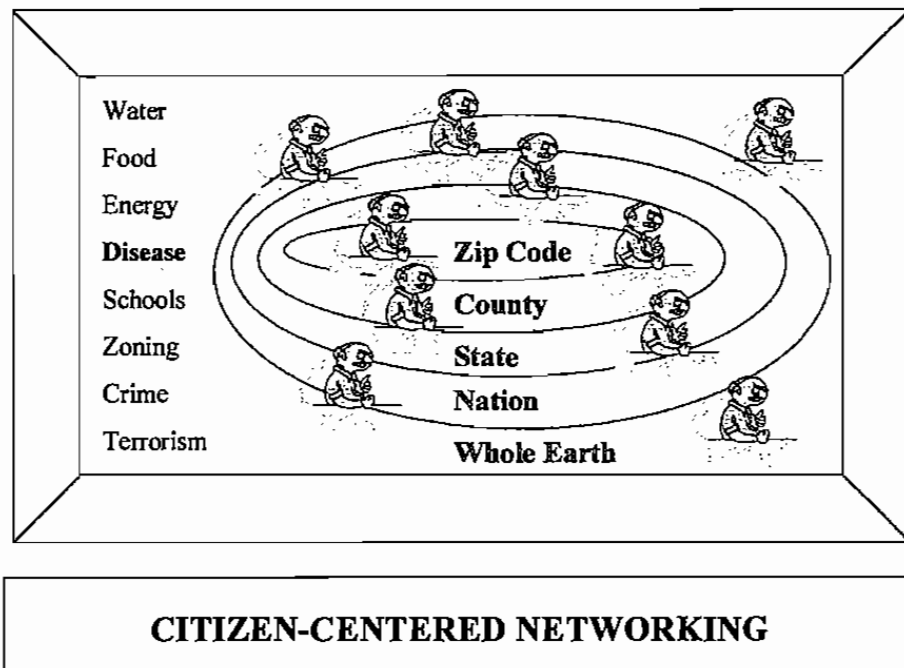 Water
Food
Energy
Disease
Schools
Zoning
Crime
Terrorism
Zip Code
County
State
Nation
Whole Earth
CITIZEN-CENTERED NETWORKING